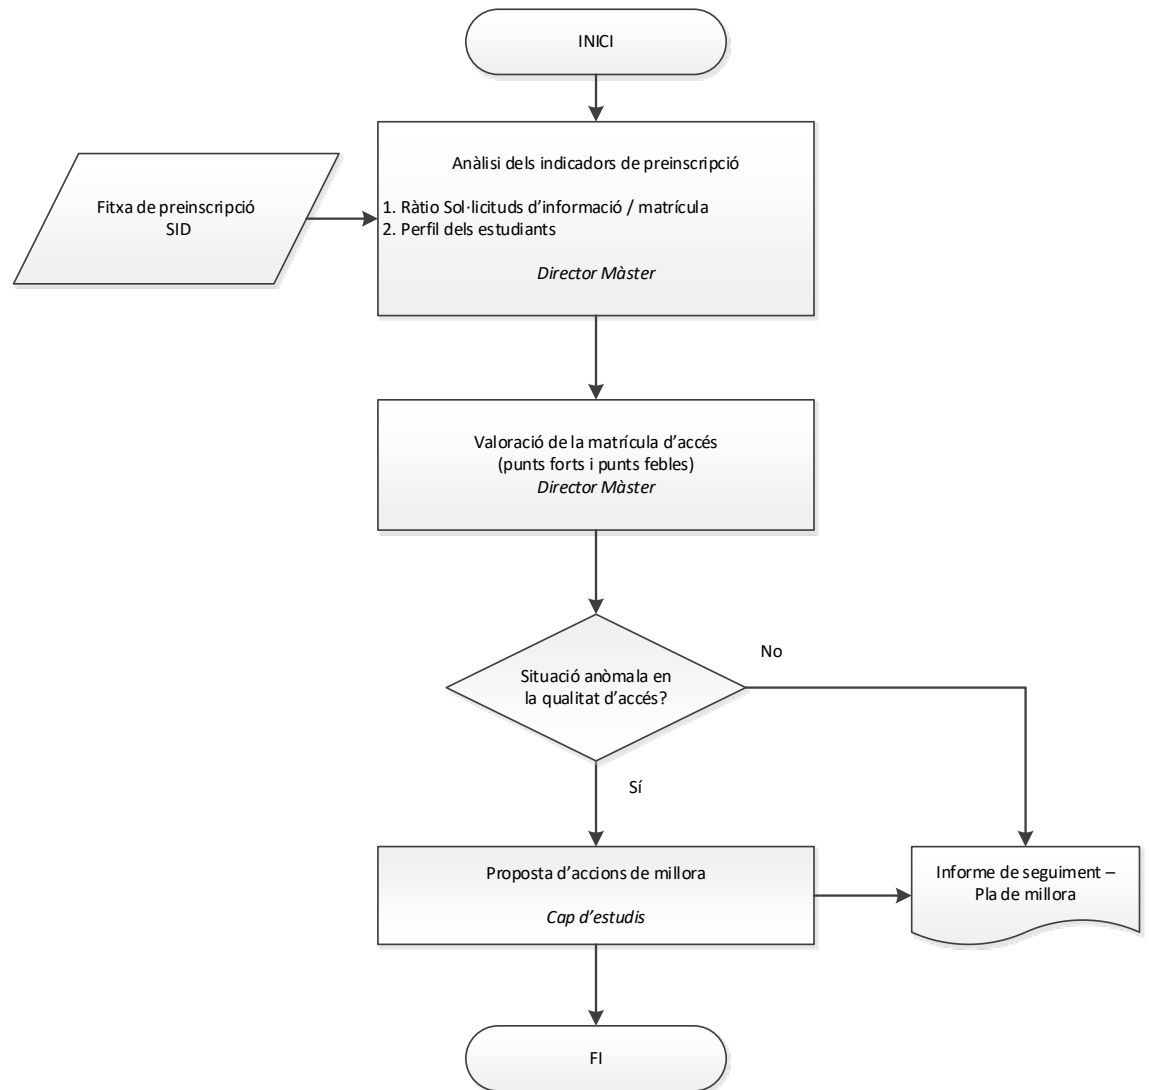 INICI
Fitxa de preinscripció
SID
Anàlisi dels indicadors de preinscripció
1. Ràtio Sol·licituds d’informació / matrícula
2. Perfil dels estudiants
Director Màster
Valoració de la matrícula d’accés
(punts forts i punts febles)
Director Màster
Situació anòmala en
la qualitat d’accés?
No
Sí
Proposta d’accions de millora
Cap d’estudis
Informe de seguiment –
Pla de millora
FI